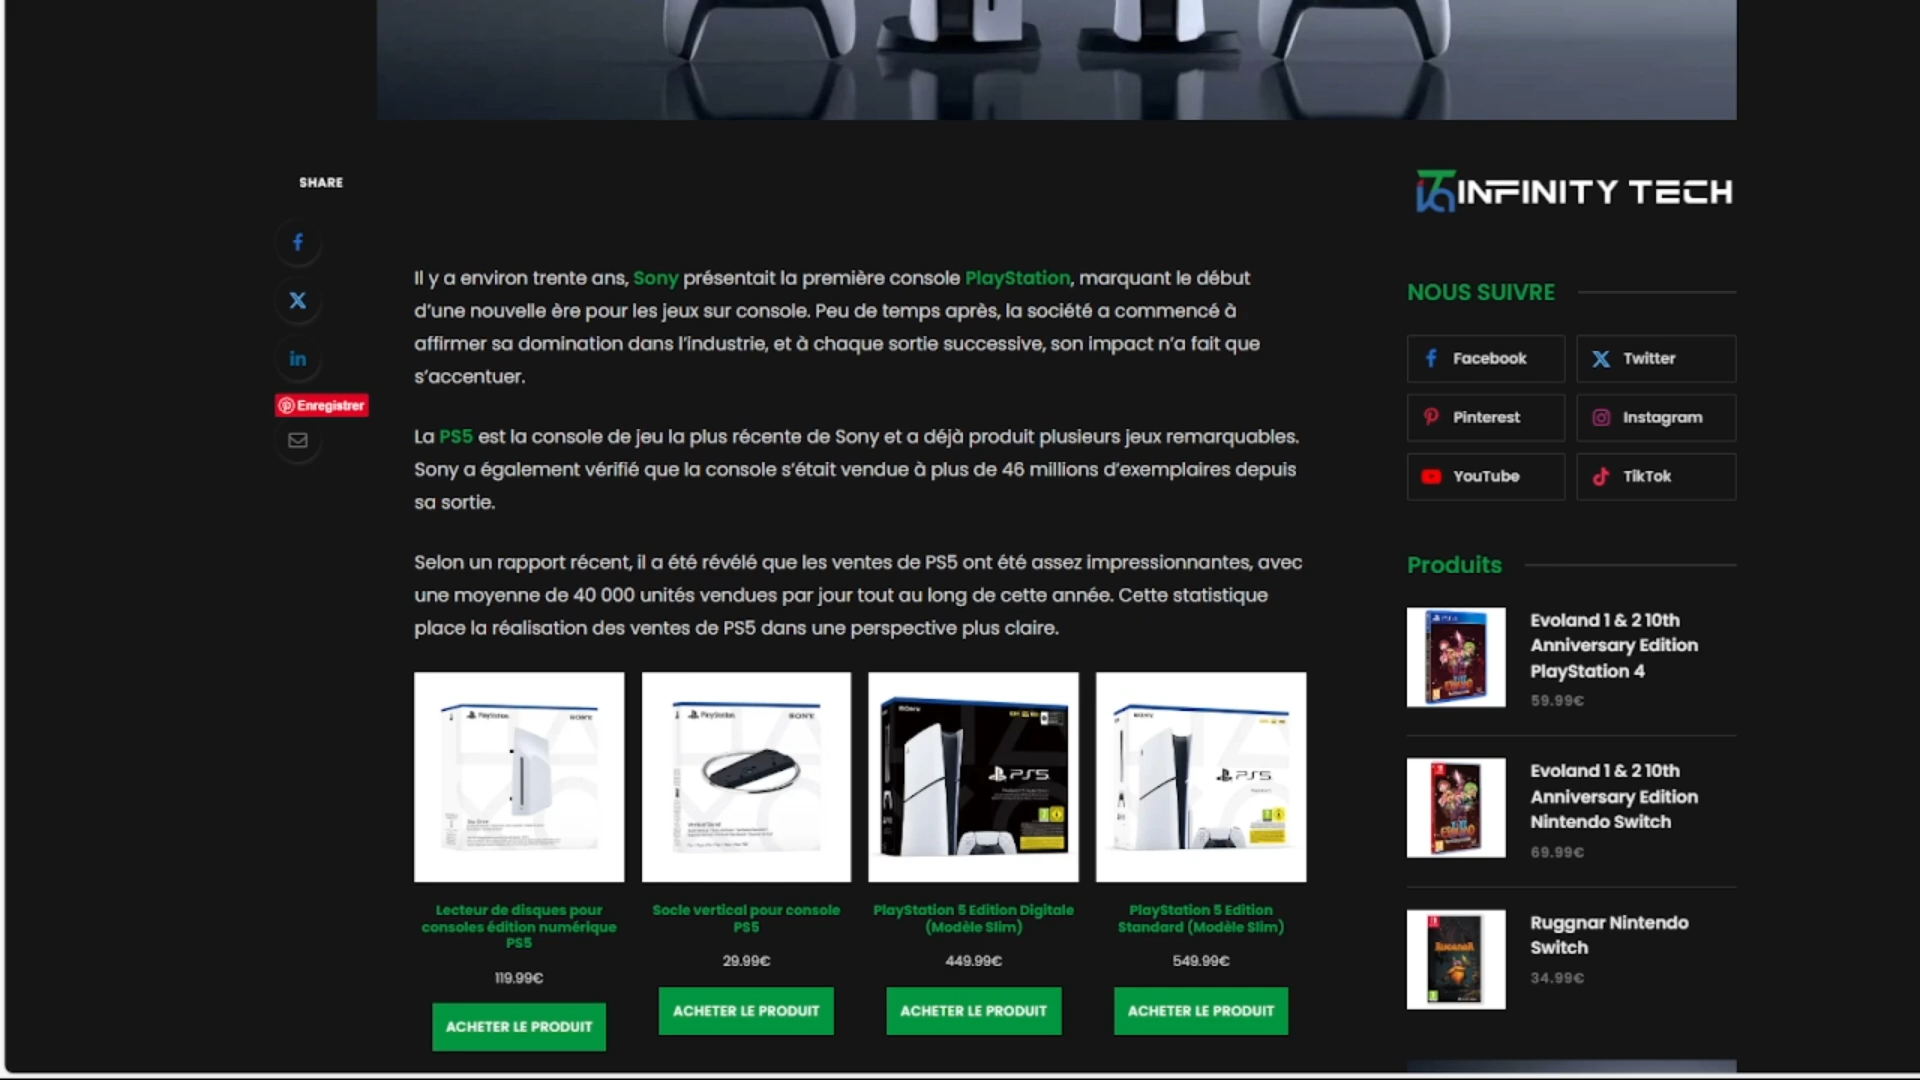 SHARE
Enregistrer
Il y a environ trente ans, Sony présentait la première console PlayStation, marquant le début
d'une nouvelle ère pour les jeux sur console. Peu de temps après, la société a commencé à
affirmer sa domination dans l'industrie, et à chaque sortie successive, son impact n'a fait que
s'accentuer.
La PS5 est la console de jeu la plus récente de Sony et a déjà produit plusieurs jeux remarquables.
Sony a également vérifié que la console s'était vendue à plus de 46 millions d'exemplaires depuis
sa sortie.
Selon un rapport récent, il a été révélé que les ventes de PS5 ont été assez impressionnantes, avec
une moyenne de 40 000 unités vendues par jour tout au long de cette année. Cette statistique
place la réalisation des ventes de PS5 dans une perspective plus claire.
PlayStation SONY
PlayStation SONY
SONY
PS5
SONY
PS5
Lecteur de disques pour
consoles édition numérique
PS5
119.99€
ACHETER LE PRODUIT
Socle vertical pour console
PS5
29.99€
ACHETER LE PRODUIT
PlayStation 5 Edition Digitale
(Modèle Slim)
449.99€
ACHETER LE PRODUIT
PlayStation 5 Edition
Standard (Modèle Slim)
549.99€
ACHETER LE PRODUIT
INFINITY TECH
NOUS SUIVRE
Facebook
Twitter
Pinterest
Instagram
YouTube
TikTok
Produits
Evoland 1 & 2 10th
Anniversary Edition
PlayStation 4
59.99€
Evoland 1 & 2 10th
Anniversary Edition
Nintendo Switch
69.99€
Ruggnar Nintendo
Switch
34.99€